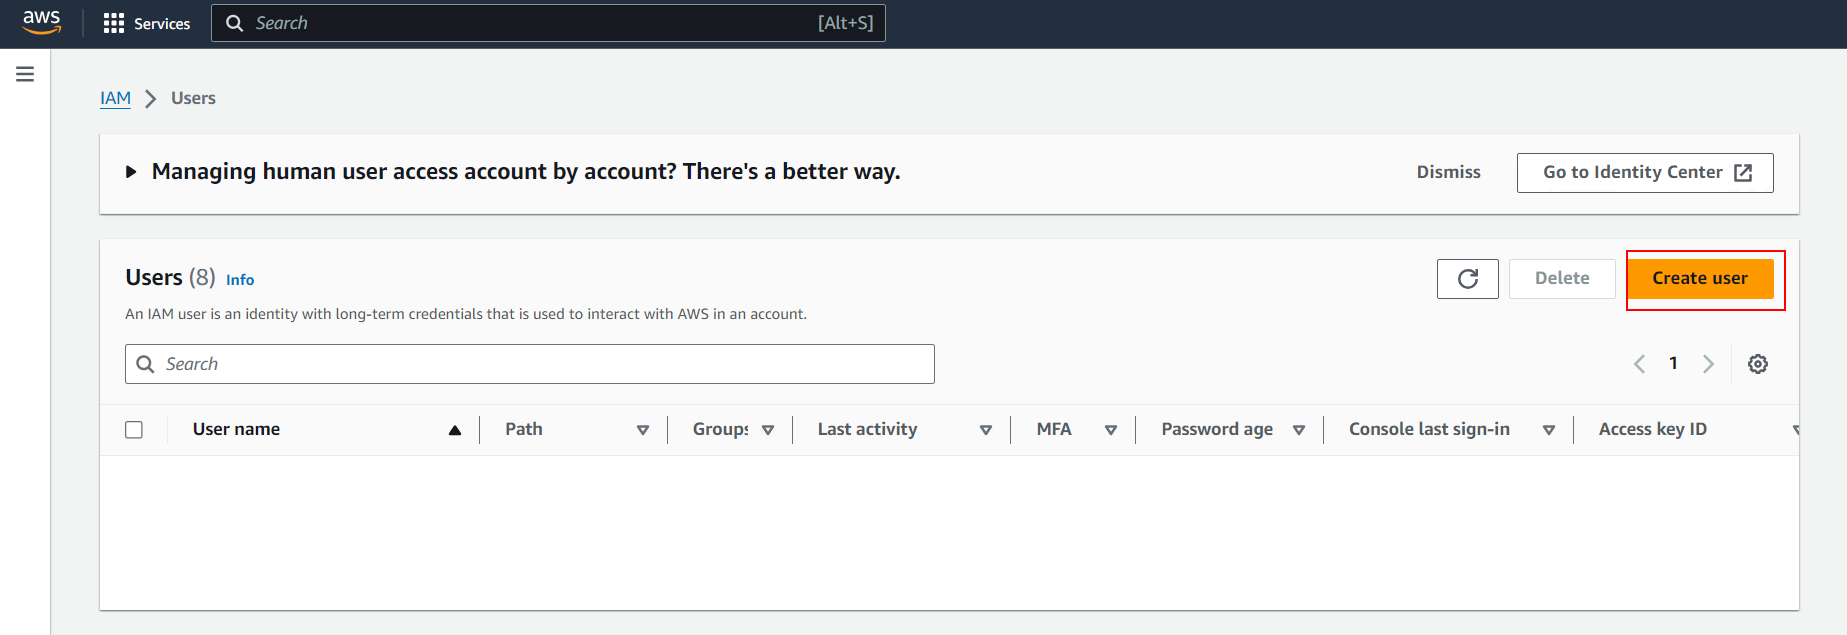 aws Services Search [Alt+S]
IAM > Users
Managing human user access account by account? There's a better way. Dismiss Go to Identity Center
Users (8) Info Delete Create user
An IAM user is an identity with long-term credentials that is used to interact with AWS in an account.
Search 1
User name Path Groups Last activity MFA Password age Console last sign-in Access key ID